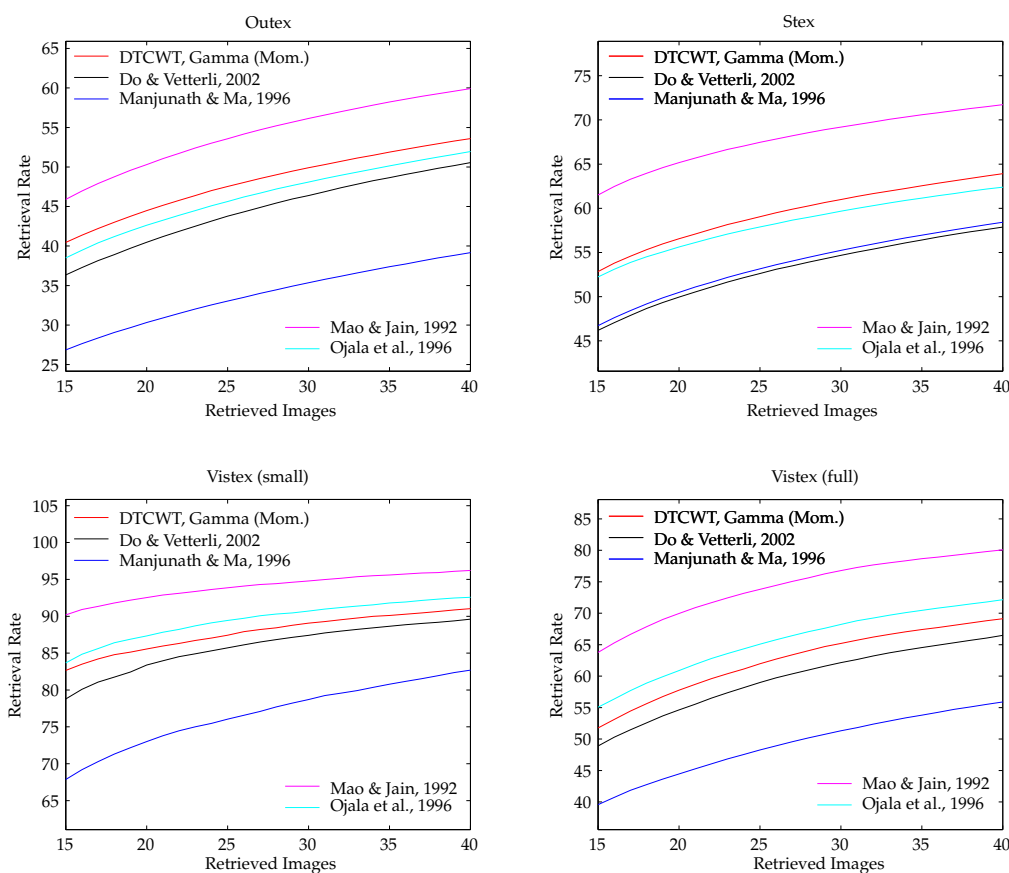 Outex
65
60
55
50
45
40
35
30
25
Retrieval Rate
DTCWT, Gamma (Mom.)
Do & Vetterli, 2002
Manjunath & Ma, 1996
Mao & Jain, 1992
Ojala et al., 1996
15 20 25 30 35 40
Retrieved Images
Stex
75
70
65
60
55
50
45
Retrieval Rate
DTCWT, Gamma (Mom.)
Do & Vetterli, 2002
Manjunath & Ma, 1996
Mao & Jain, 1992
Ojala et al., 1996
15 20 25 30 35 40
Retrieved Images
Vistex (small)
105
100
95
90
85
80
75
70
65
Retrieval Rate
DTCWT, Gamma (Mom.)
Do & Vetterli, 2002
Manjunath & Ma, 1996
Mao & Jain, 1992
Ojala et al., 1996
15 20 25 30 35 40
Retrieved Images
Vistex (full)
85
80
75
70
65
60
55
50
45
40
Retrieval Rate
DTCWT, Gamma (Mom.)
Do & Vetterli, 2002
Manjunath & Ma, 1996
Mao & Jain, 1992
Ojala et al., 1996
15 20 25 30 35 40
Retrieved Images